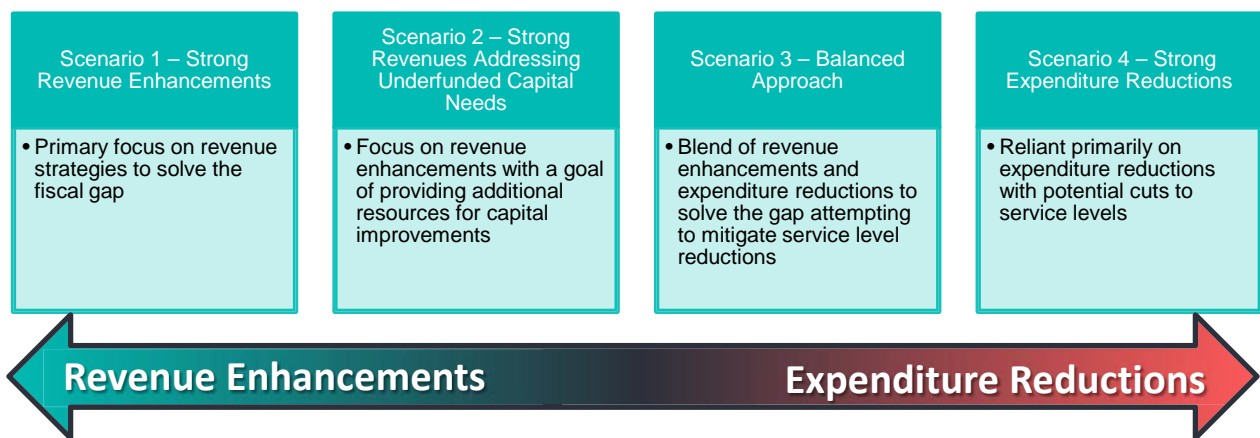 Scenario 1 – Strong
Revenue Enhancements
• Primary focus on revenue
strategies to solve the
fiscal gap
Scenario 2 – Strong
Revenues Addressing
Underfunded Capital
Needs
• Focus on revenue
enhancements with a goal
of providing additional
resources for capital
improvements
Scenario 3 – Balanced
Approach
• Blend of revenue
enhancements and
expenditure reductions to
solve the gap attempting
to mitigate service level
reductions
Scenario 4 – Strong
Expenditure Reductions
• Reliant primarily on
expenditure reductions
with potential cuts to
service levels
Revenue Enhancements
Expenditure Reductions